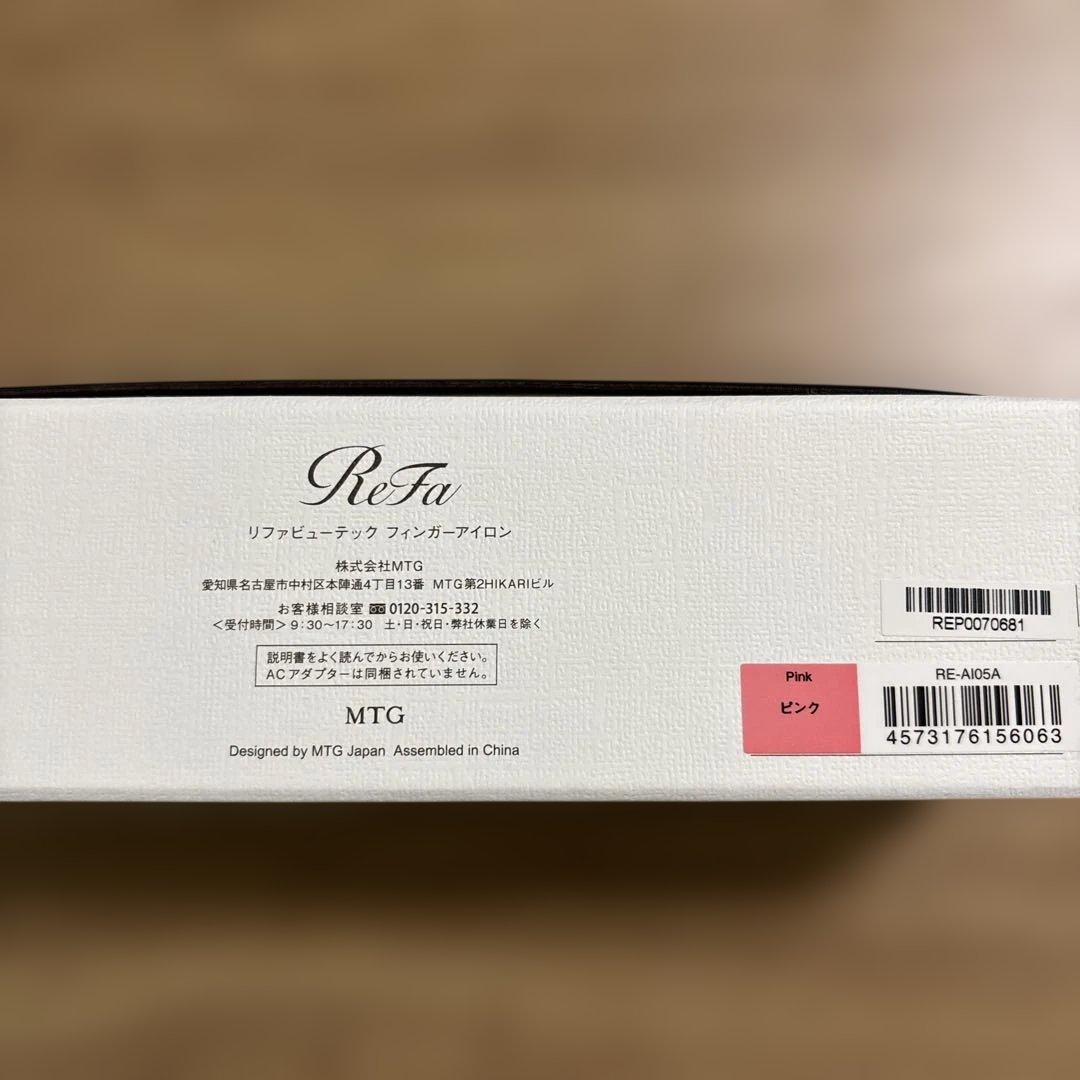 ReFa
リファビューテック フィンガーアイロン
株式会社MTG
愛知県名古屋市中村区本陣通4丁目13番 MTG第2HIKARIビル
お客様相談室 0120-315-332
＜受付時間＞9：30〜17：30 土・日・祝日・弊社休業日を除く
説明書をよく読んでからお使いください。
ACアダプターは同梱されていません。
MTG
Designed by MTG Japan Assembled in China
REP0070681
Pink
ピンク
RE-AI05A
4573176156063